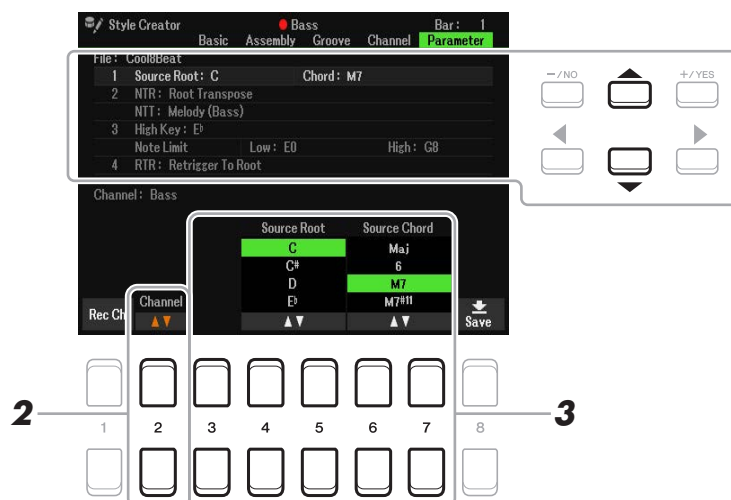 Style Creator Bass Bar: 1
Basic Assembly Groove Channel Parameter
File: Cool8Beat
1 Source Root: C Chord: M7
2 NTR: Root Transpose
NTT: Melody (Bass)
3 High Key: E♭
Note Limit Low: E0 High: G8
4 RTR: Retrigger To Root
-/NO +/YES
Channel: Bass
Source Root Source Chord
C Maj
C# 6
D M7
E♭ M7#11
Rec Ch Channel Save
2 3
1 2 3 4 5 6 7 8